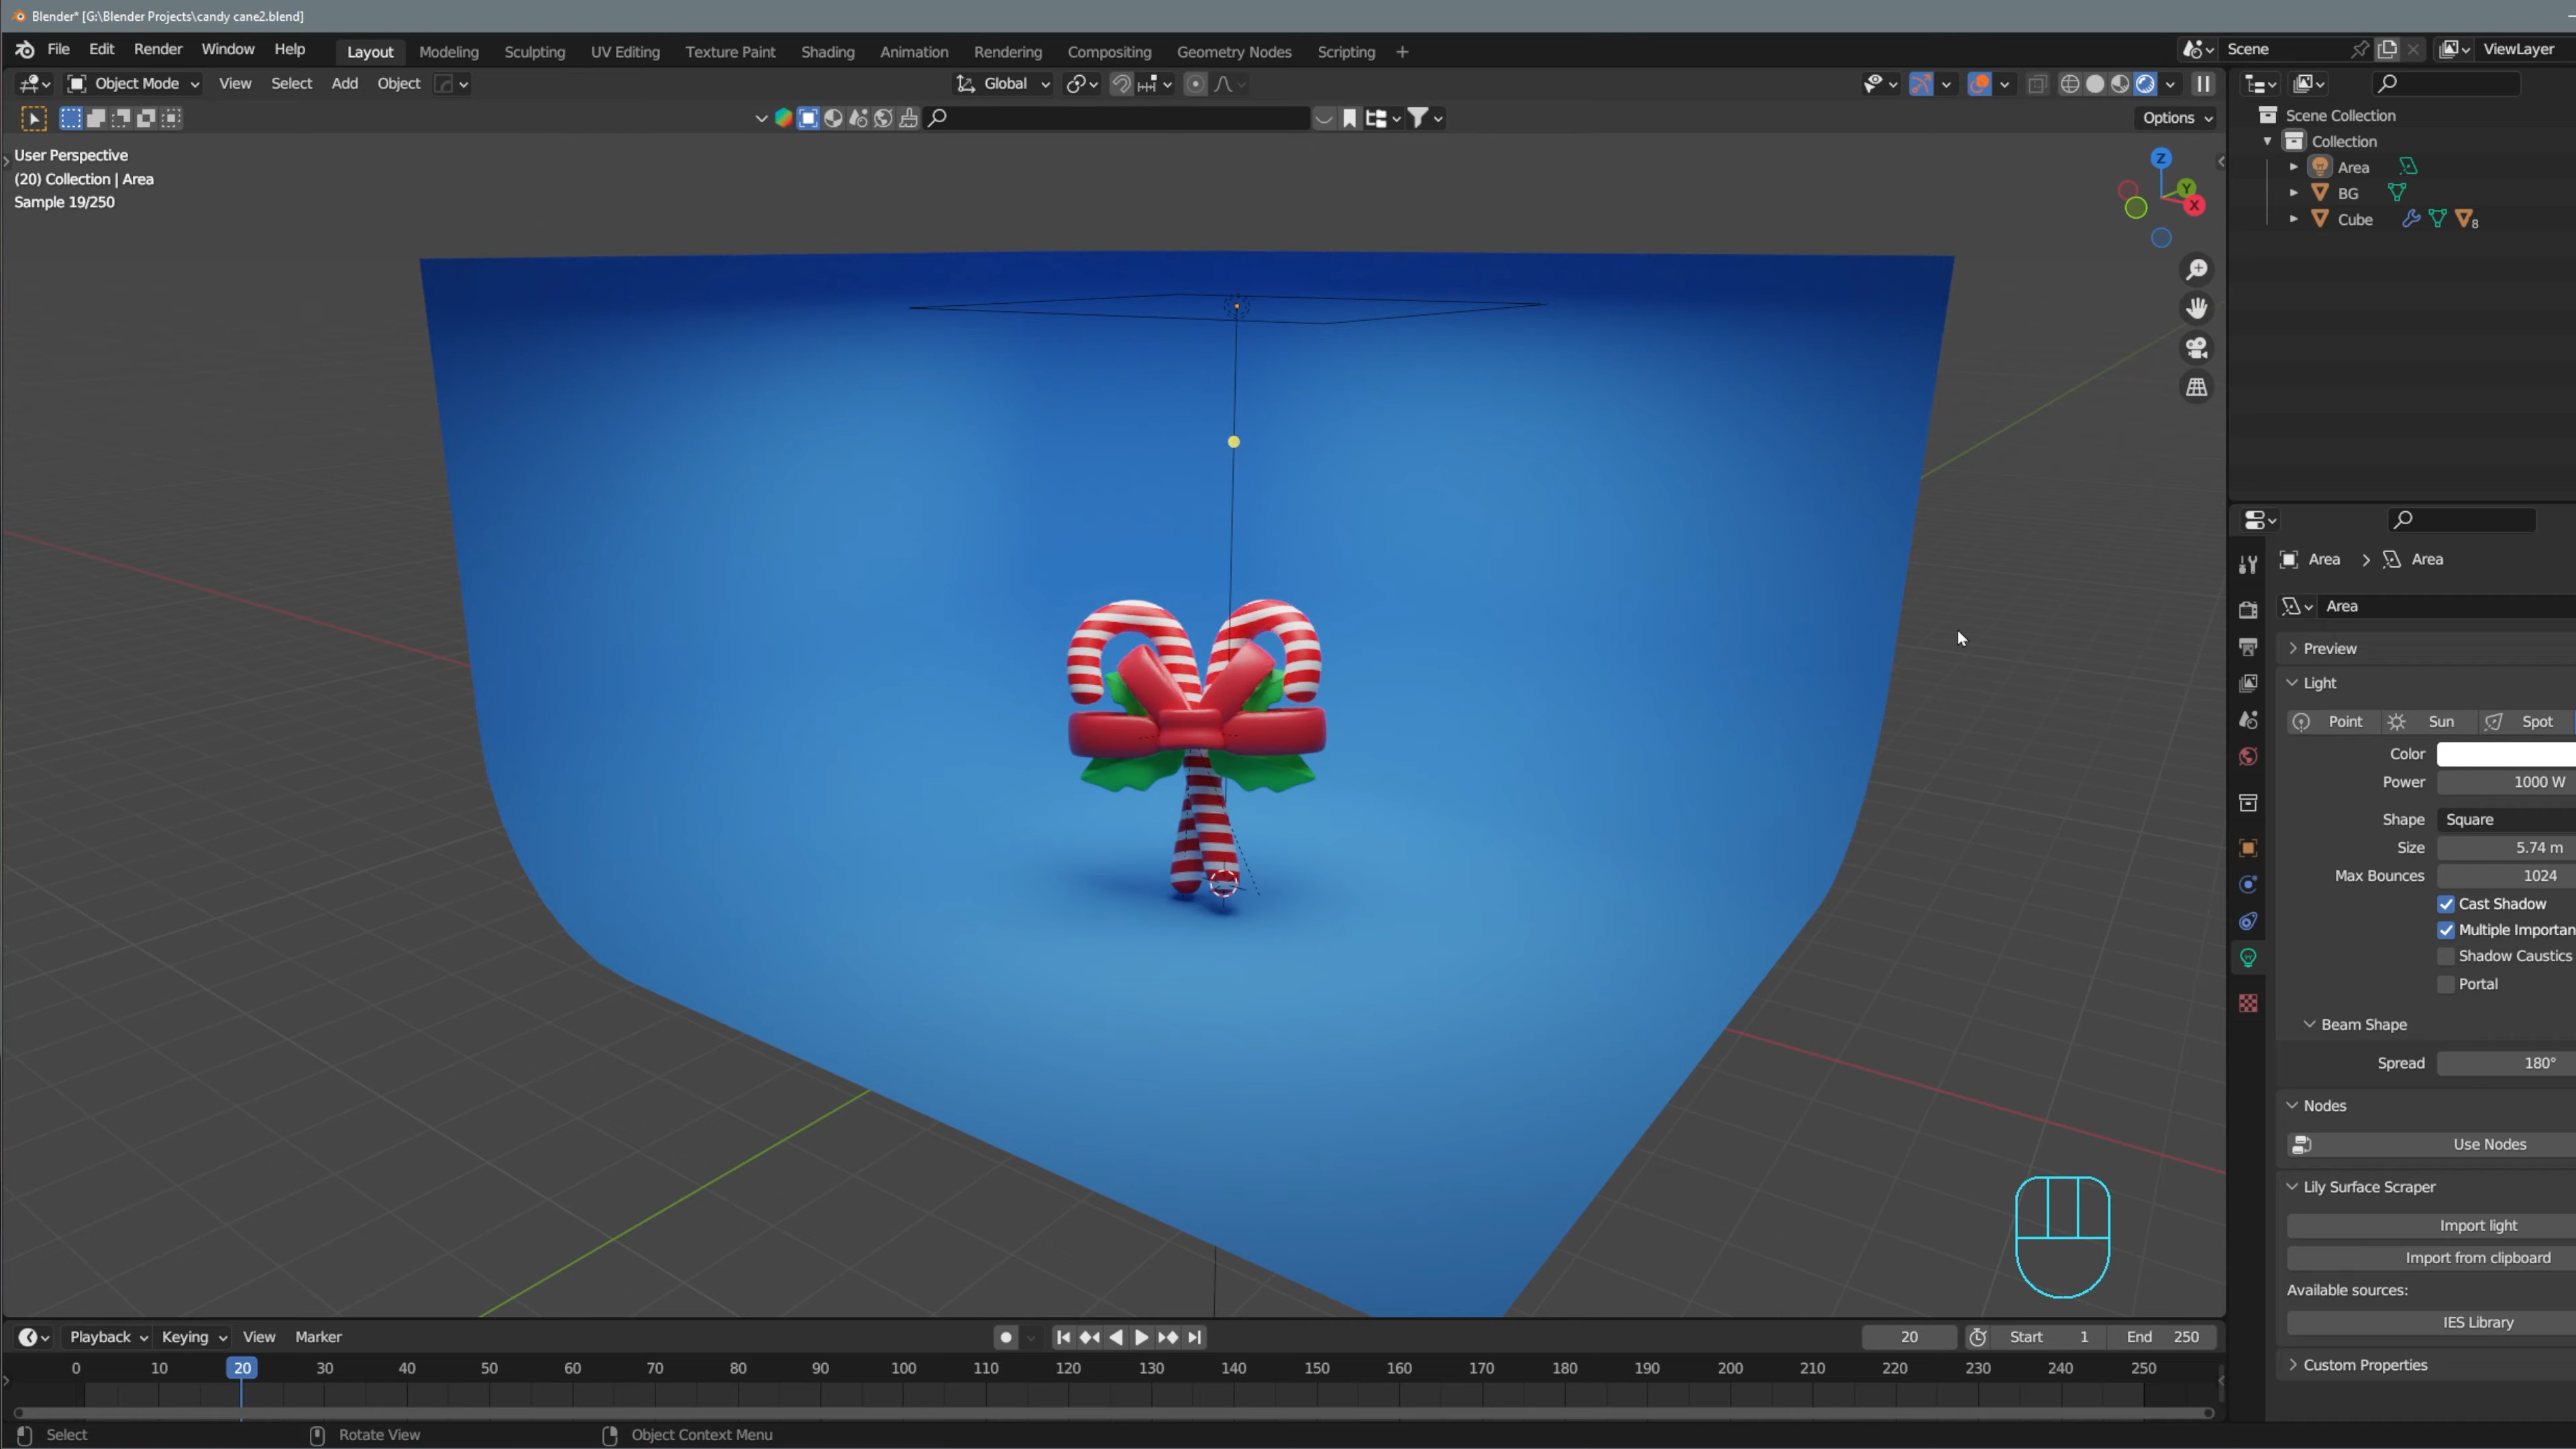 Blender* [G:\Blender Projects\candy cane2.blend]
File Edit Render Window Help Layout Modeling Sculpting UV Editing Texture Paint Shading Animation Rendering Compositing Geometry Nodes Scripting + Scene ViewLayer
Object Mode View Select Add Object Global
Options
User Perspective
(20) Collection | Area
Sample 19/250
Z
Y
X
Scene Collection
Collection
Area
BG
Cube 8
Area > Area
Area
Preview
Light
Point Sun Spot
Color
Power 1000 W
Shape Square
Size 5.74 m
Max Bounces 1024
Cast Shadow
Multiple Importan
Shadow Caustics
Portal
Beam Shape
Spread 180°
Nodes
Use Nodes
Lily Surface Scraper
Import light
Import from clipboard
Available sources:
IES Library
Custom Properties
Playback Keying View Marker 20 Start 1 End 250
0 10 20 30 40 50 60 70 80 90 100 110 120 130 140 150 160 170 180 190 200 210 220 230 240 250
Select Rotate View Object Context Menu